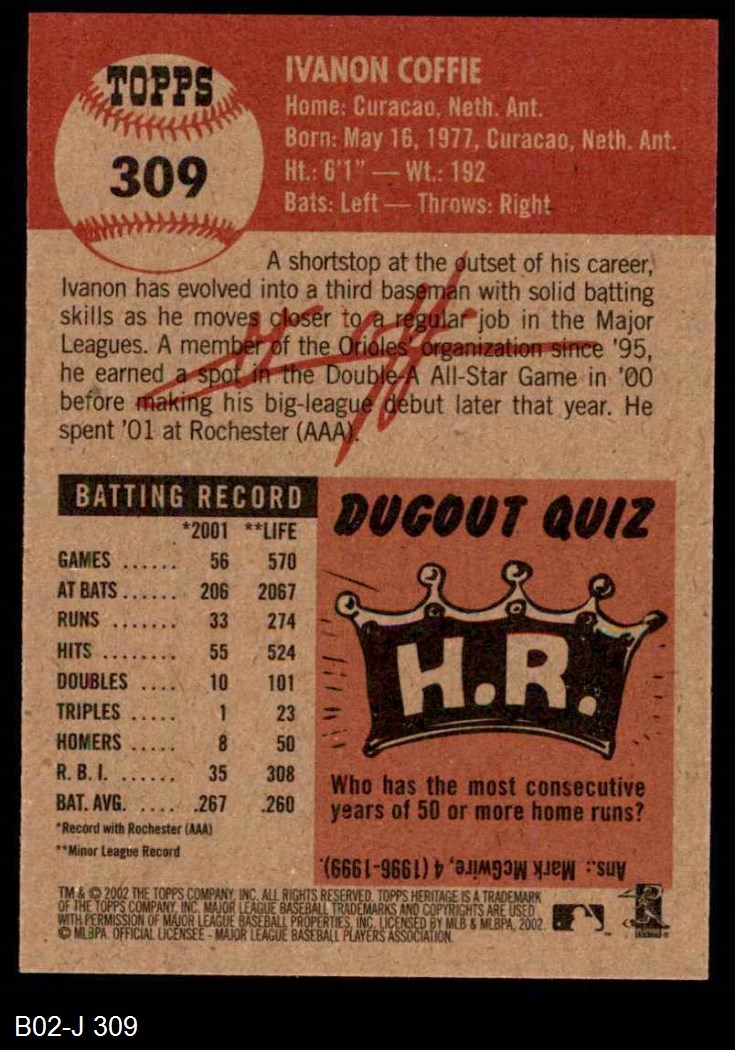 TOPPS
309
IVANON COFFIE
Home: Curacao, Neth. Ant.
Born: May 16, 1977, Curacao, Neth. Ant.
Ht.: 6'1" — Wt.: 192
Bats: Left — Throws: Right
A shortstop at the outset of his career,
Ivanon has evolved into a third baseman with solid batting
skills as he moves closer to a regular job in the Major
Leagues. A member of the Orioles organization since '95,
he earned a spot in the Double-A All-Star Game in '00
before making his big-league debut later that year. He
spent '01 at Rochester (AAA).
BATTING RECORD
*2001 **LIFE
GAMES ...... 56 570
AT BATS ...... 206 2067
RUNS ....... 33 274
HITS ........ 55 524
DOUBLES .... 10 101
TRIPLES ..... 1 23
HOMERS ..... 8 50
R. B. I. ...... 35 308
BAT. AVG. .... .267 .260
*Record with Rochester (AAA)
**Minor League Record
DUGOUT QUIZ
H.R.
Who has the most consecutive
years of 50 or more home runs?
Ans.: Mark McGwire, 4 (1996-1999).
TM & © 2002 THE TOPPS COMPANY, INC. ALL RIGHTS RESERVED. TOPPS HERITAGE IS A TRADEMARK
OF THE TOPPS COMPANY, INC. MAJOR LEAGUE BASEBALL TRADEMARKS AND COPYRIGHTS ARE USED
WITH PERMISSION OF MAJOR LEAGUE BASEBALL PROPERTIES, INC. LICENSED BY MLB & MLBPA, 2002.
© MLBPA. OFFICIAL LICENSEE - MAJOR LEAGUE BASEBALL PLAYERS ASSOCIATION.
B02-J 309